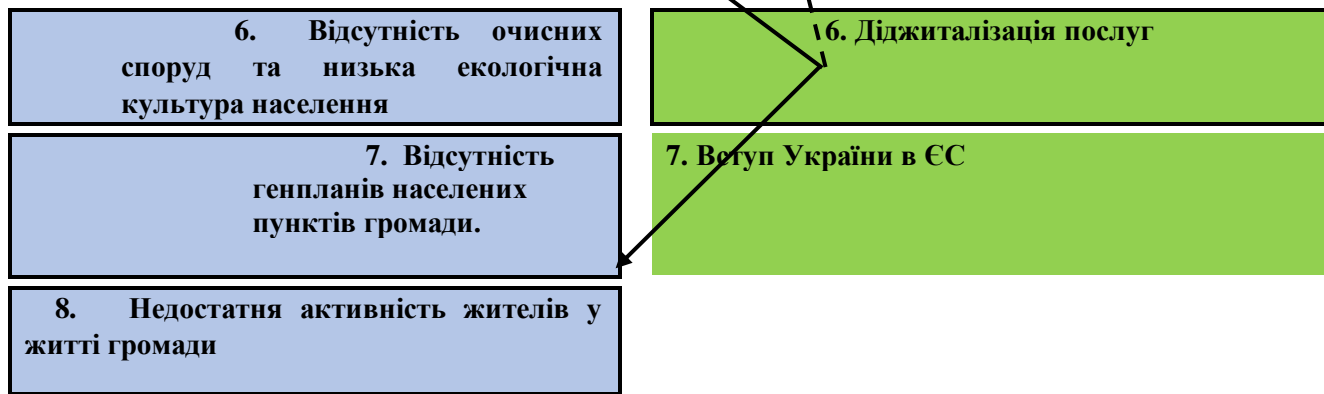 6. Відсутність очисних
споруд та низька екологічна
культура населення
6. Діджиталізація послуг
7. Відсутність
генпланів населених
пунктів громади.
7. Вступ України в ЄС
8. Недостатня активність жителів у
житті громади